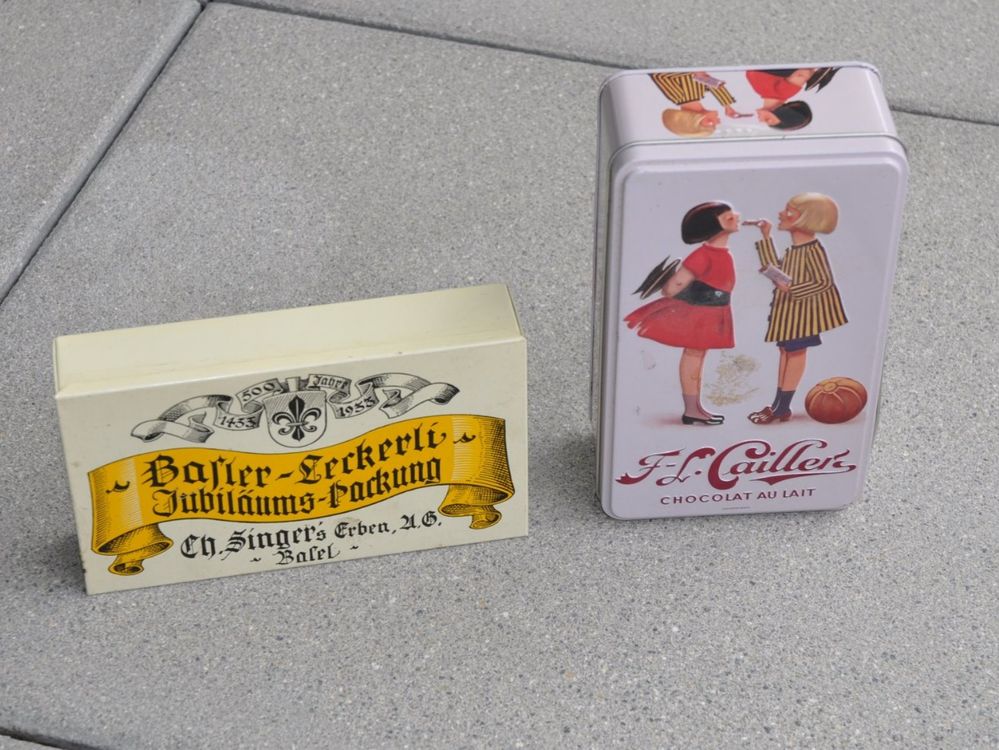 500 Jahre
1453 1953
Basler-Leckerli
Jubiläums-Packung
Ch. Singer's Erben, A.G.
Basel
F.-L. Cailler's
CHOCOLAT AU LAIT